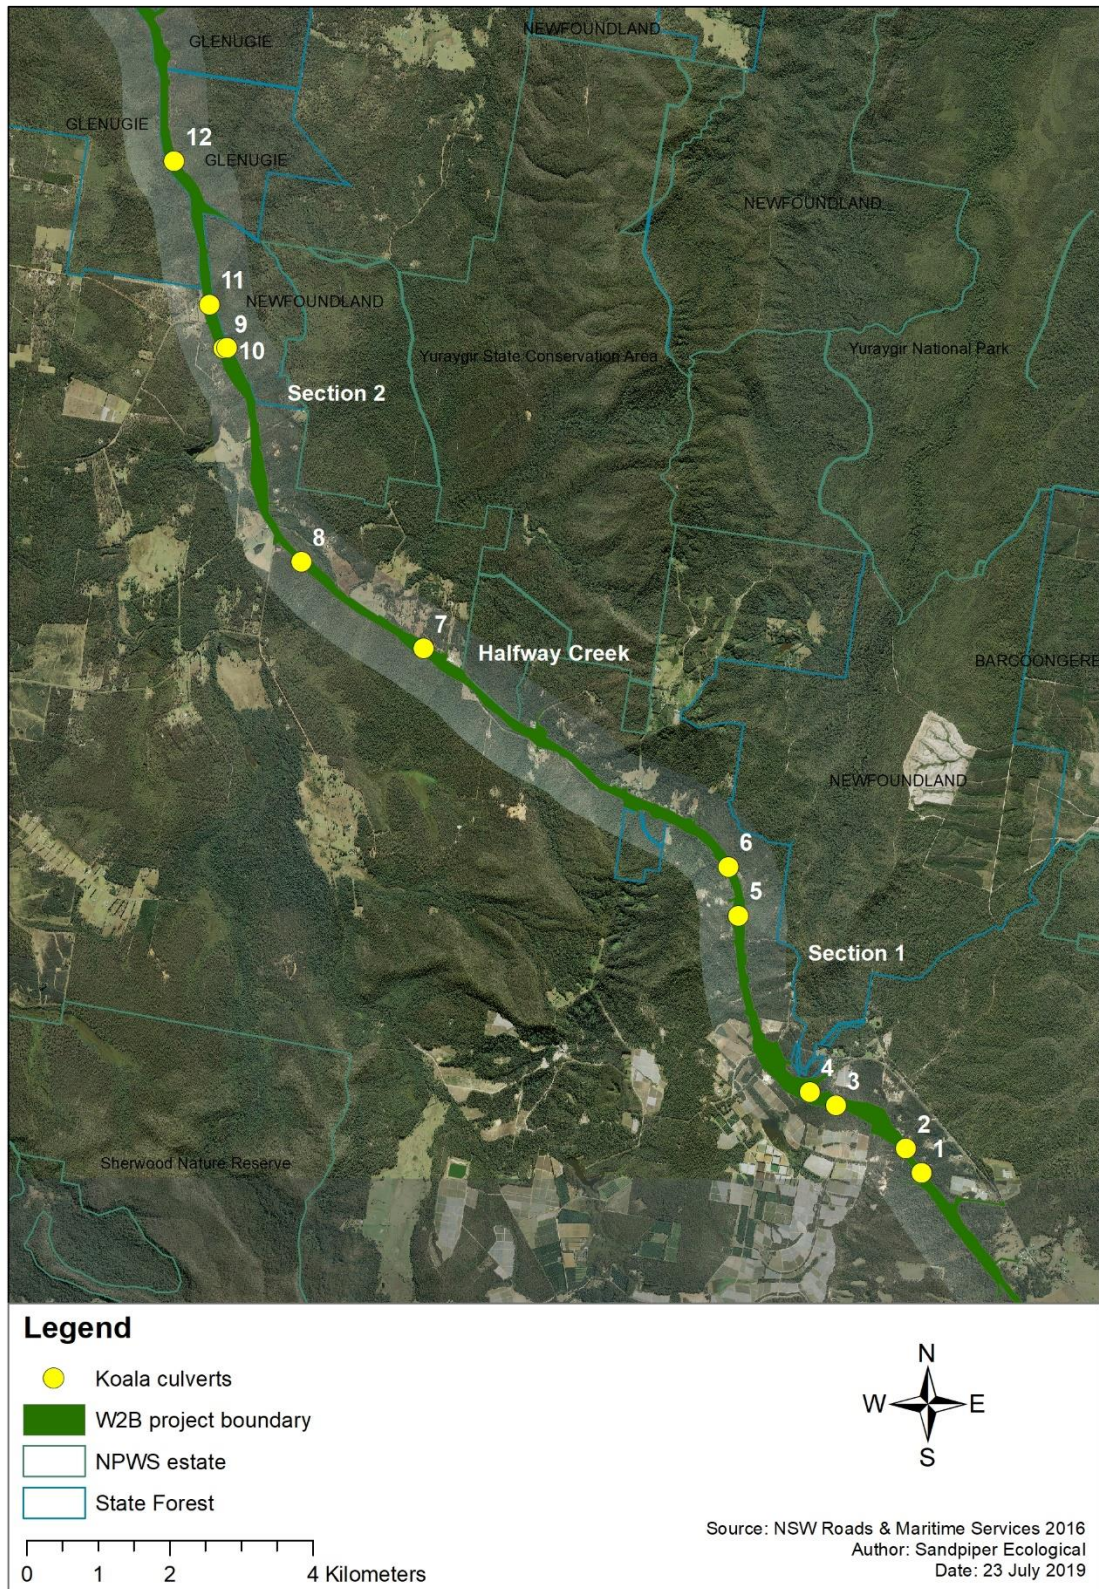 NEWFOUNDLAND
GLENUGIE
GLENUGIE
12
GLENUGIE
NEWFOUNDLAND
11
NEWFOUNDLAND
9
10
Yuraygir State Conservation Area
Yuraygir National Park
Section 2
8
7
Halfway Creek
BARCOONGERE
NEWFOUNDLAND
6
5
Section 1
4
3
2
1
Sherwood Nature Reserve
Legend
Koala culverts
W2B project boundary
NPWS estate
State Forest
0 1 2 4 Kilometers
N
W E
S
Source: NSW Roads & Maritime Services 2016
Author: Sandpiper Ecological
Date: 23 July 2019